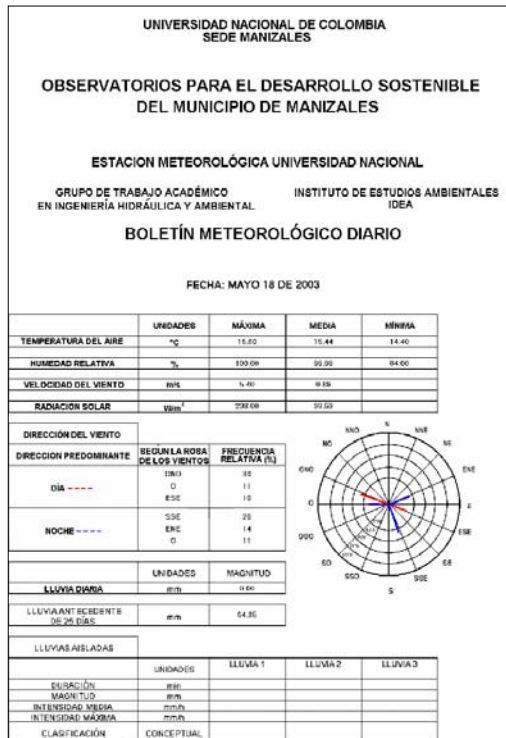 UNIVERSIDAD NACIONAL DE COLOMBIA
SEDE MANIZALES
OBSERVATORIOS PARA EL DESARROLLO SOSTENIBLE
DEL MUNICIPIO DE MANIZALES
ESTACION METEOROLÓGICA UNIVERSIDAD NACIONAL
GRUPO DE TRABAJO ACADÉMICO
EN INGENIERÍA HIDRÁULICA Y AMBIENTAL
INSTITUTO DE ESTUDIOS AMBIENTALES
IDEA
BOLETÍN METEOROLÓGICO DIARIO
FECHA: MAYO 18 DE 2003
UNIDADES MÁXIMA MEDIA MÍNIMA
TEMPERATURA DEL AIRE °C 15.44 14.40
HUMEDAD RELATIVA % 100.00 84.00
VELOCIDAD DEL VIENTO m/s 5.40
RADIACION SOLAR W/m²
DIRECCIÓN DEL VIENTO
DIRECCION PREDOMINANTE
SEGÚN LA ROSA
DE LOS VIENTOS
FRECUENCIA
RELATIVA (%)
DÍA ----
ONO
O 11
ESE 10
NOCHE ----
SSE
ENE 14
O 11
N
NNE
NE
ENE
E
ESE
SE
SSE
S
SSO
SO
OSO
O
ONO
NO
NNO
UNIDADES MAGNITUD
LLUVIA DIARIA mm 0.00
LLUVIA ANTECEDENTE
DE 25 DÍAS
mm
LLUVIAS AISLADAS
UNIDADES LLUVIA 1 LLUVIA 2 LLUVIA 3
DURACIÓN min
MAGNITUD mm
INTENSIDAD MEDIA mm/h
INTENSIDAD MÁXIMA mm/h
CLASIFICACIÓN CONCEPTUAL